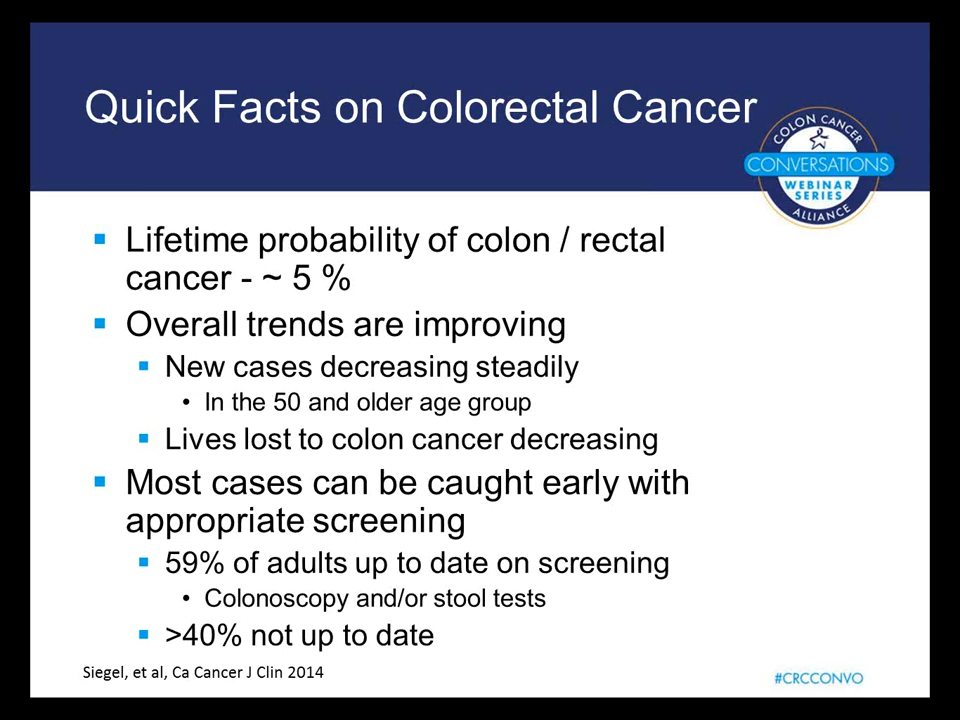 Quick Facts on Colorectal Cancer
COLON CANCER
CONVERSATIONS
WEBINAR
SERIES
ALLIANCE
▪ Lifetime probability of colon / rectal
cancer - ~ 5 %
▪ Overall trends are improving
▪ New cases decreasing steadily
• In the 50 and older age group
▪ Lives lost to colon cancer decreasing
▪ Most cases can be caught early with
appropriate screening
▪ 59% of adults up to date on screening
• Colonoscopy and/or stool tests
▪ >40% not up to date
Siegel, et al, Ca Cancer J Clin 2014
#CRCCONVO